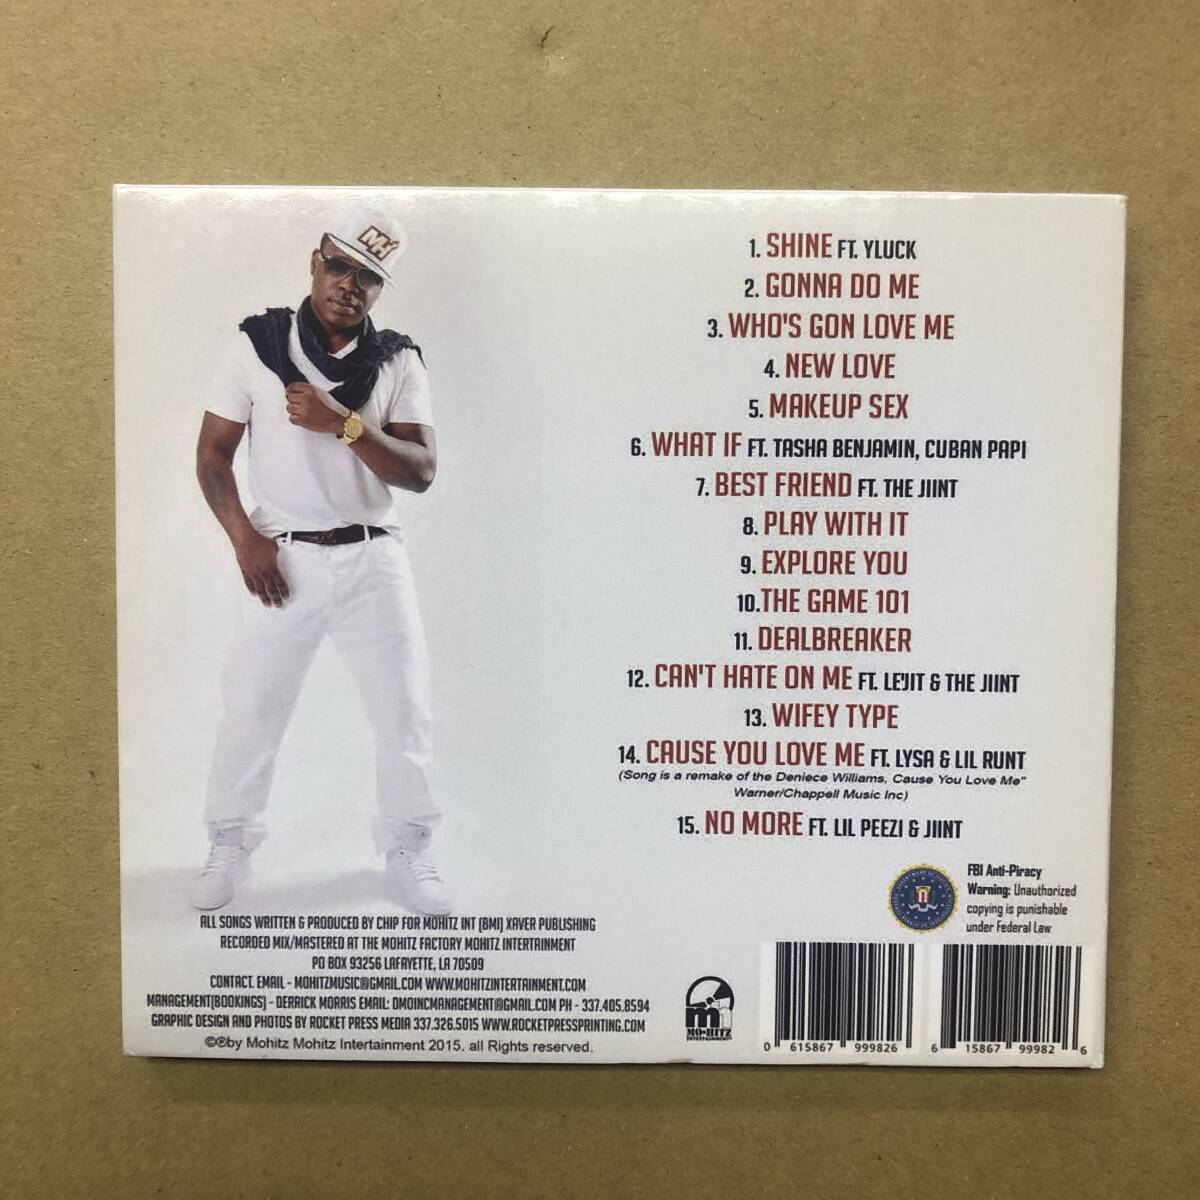 MH
1. SHINE FT. YLUCK
2. GONNA DO ME
3. WHO'S GON LOVE ME
4. NEW LOVE
5. MAKEUP SEX
6. WHAT IF FT. TASHA BENJAMIN, CUBAN PAPI
7. BEST FRIEND FT. THE JIINT
8. PLAY WITH IT
9. EXPLORE YOU
10.THE GAME 101
11. DEALBREAKER
12. CAN'T HATE ON ME FT. LE'JIT & THE JIINT
13. WIFEY TYPE
14. CAUSE YOU LOVE ME FT. LYSA & LIL RUNT
(Song is a remake of the Deniece Williams, Cause You Love Me"
Warner/Chappell Music Inc)
15. NO MORE FT. LIL PEEZI & JIINT
FBI Anti-Piracy
Warning: Unauthorized
copying is punishable
under Federal Law
ALL SONGS WRITTEN & PRODUCED BY CHIP FOR MOHITZ INT (BMI) XAVER PUBLISHING
RECORDED MIX/MASTERED AT THE MOHITZ FACTORY MOHITZ INTERTAINMENT
PO BOX 93256 LAFAYETTE, LA 70509
CONTACT. EMAIL - MOHITZMUSIC@GMAIL.COM WWW.MOHITZINTERTAINMENT.COM
MANAGEMENT(BOOKINGS) - DERRICK MORRIS EMAIL: DMOINCMANAGEMENT@GMAIL.COM PH - 337.405.8594
GRAPHIC DESIGN AND PHOTOS BY ROCKET PRESS MEDIA 337.326.5015 WWW.ROCKETPRESSPRINTING.COM
©℗by Mohitz Mohitz Intertainment 2015. all Rights reserved.
MO-HITZ
INTERTAINMENT
0 615867 999826
6 15867 99982 6